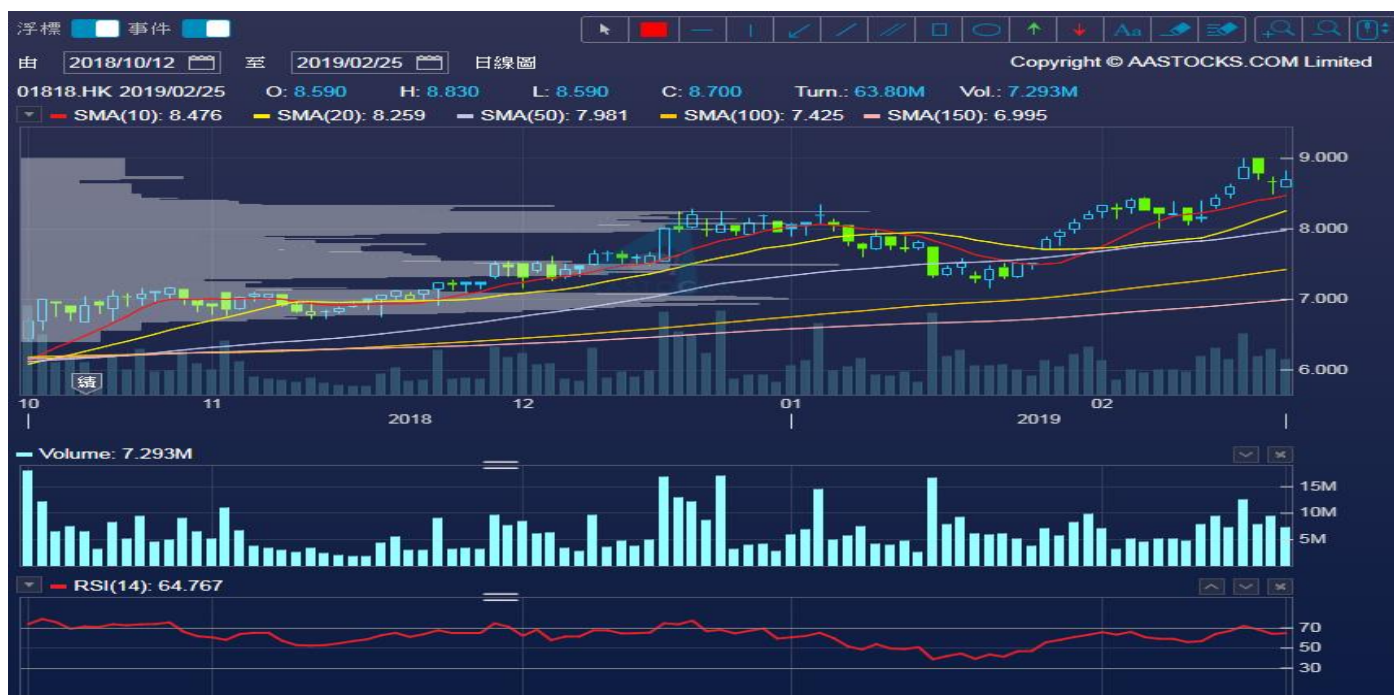 浮標 事件 Aa
由 2018/10/12 至 2019/02/25 日線圖 Copyright © AASTOCKS.COM Limited
01818.HK 2019/02/25 O: 8.590 H: 8.830 L: 8.590 C: 8.700 Turn.: 63.80M Vol.: 7.293M
SMA(10): 8.476 SMA(20): 8.259 SMA(50): 7.981 SMA(100): 7.425 SMA(150): 6.995
9.000
8.000
7.000
6.000
績
10 11 12 01 02
2018 2019
Volume: 7.293M
15M
10M
5M
RSI(14): 64.767
70
50
30